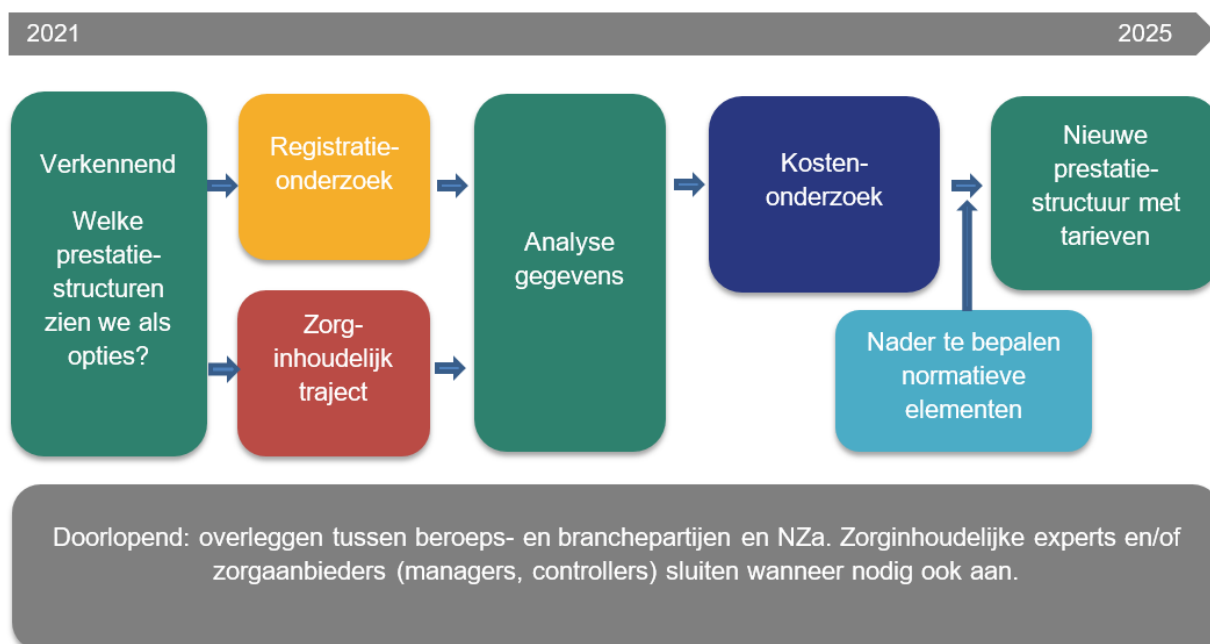 2021
2025
Verkennend
Welke
prestatie-
structuren
zien we als
opties?
Registratie-
onderzoek
Zorg-
inhoudelijk
traject
Analyse
gegevens
Kosten-
onderzoek
Nieuwe
prestatie-
structuur met
tarieven
Nader te bepalen
normatieve
elementen
Doorlopend: overleggen tussen beroeps- en branchepartijen en NZa. Zorginhoudelijke experts en/of
zorgaanbieders (managers, controllers) sluiten wanneer nodig ook aan.